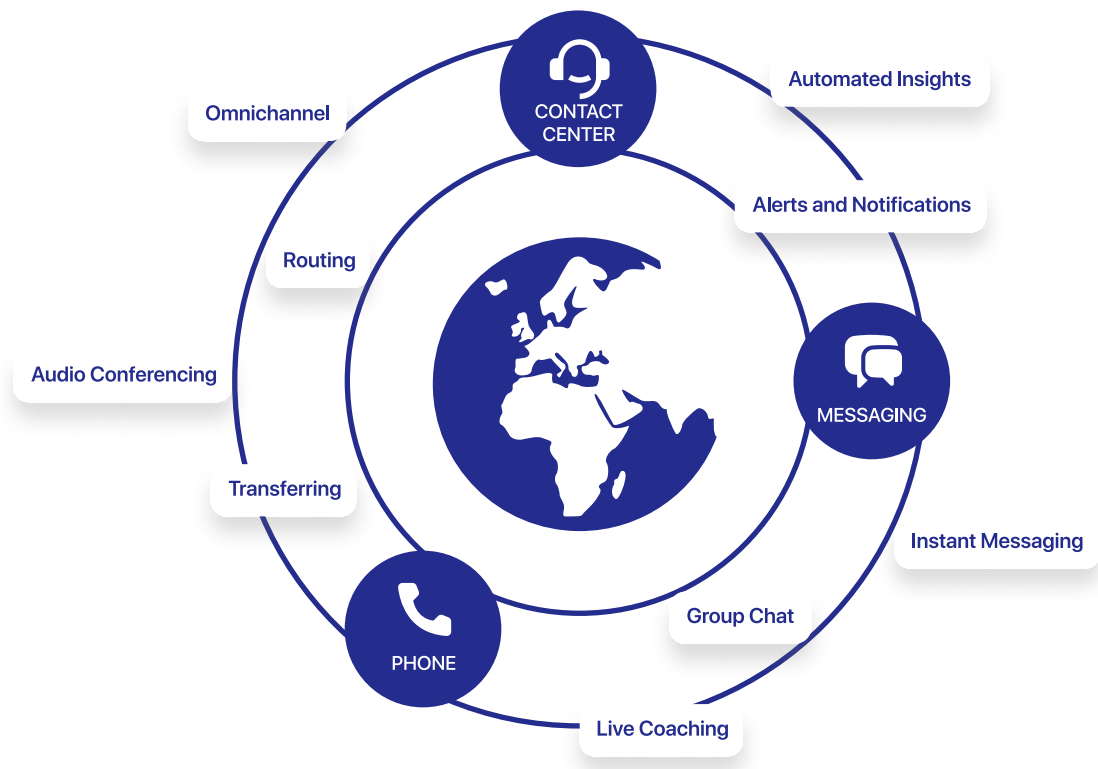 Automated Insights
Omnichannel
CONTACT
CENTER
Alerts and Notifications
Routing
Audio Conferencing
MESSAGING
Transferring
Instant Messaging
Group Chat
PHONE
Live Coaching